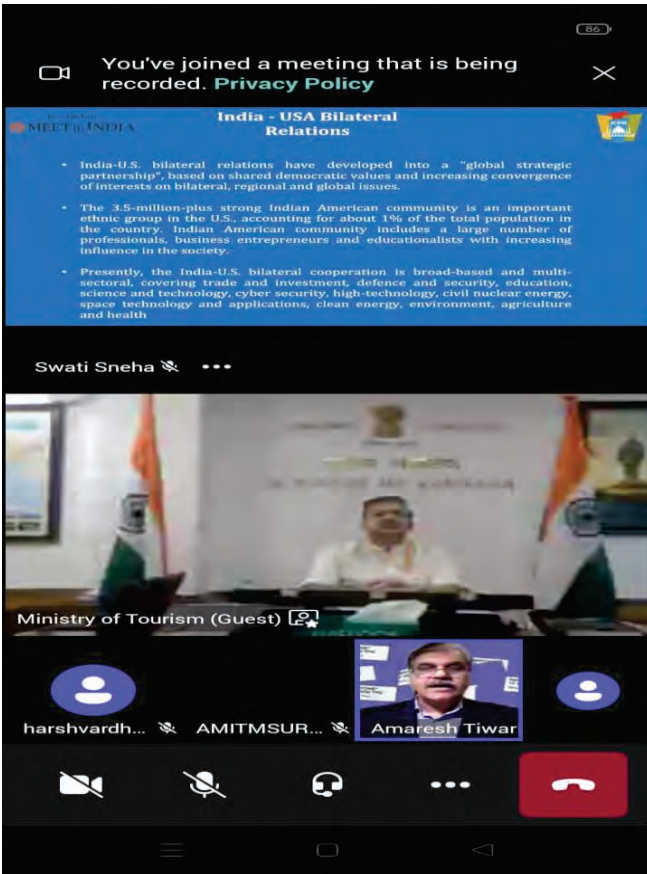 86
You've joined a meeting that is being
recorded. Privacy Policy
MEET in INDIA
India - USA Bilateral
Relations
• India-U.S. bilateral relations have developed into a "global strategic
partnership", based on shared democratic values and increasing convergence
of interests on bilateral, regional and global issues.
• The 3.5-million-plus strong Indian American community is an important
ethnic group in the U.S., accounting for about 1% of the total population in
the country. Indian American community includes a large number of
professionals, business entrepreneurs and educationalists with increasing
influence in the society.
• Presently, the India-U.S. bilateral cooperation is broad-based and multi-
sectoral, covering trade and investment, defence and security, education,
science and technology, cyber security, high-technology, civil nuclear energy,
space technology and applications, clean energy, environment, agriculture
and health
Swati Sneha
Ministry of Tourism (Guest)
harshvardh... AMITMSUR... Amaresh Tiwar